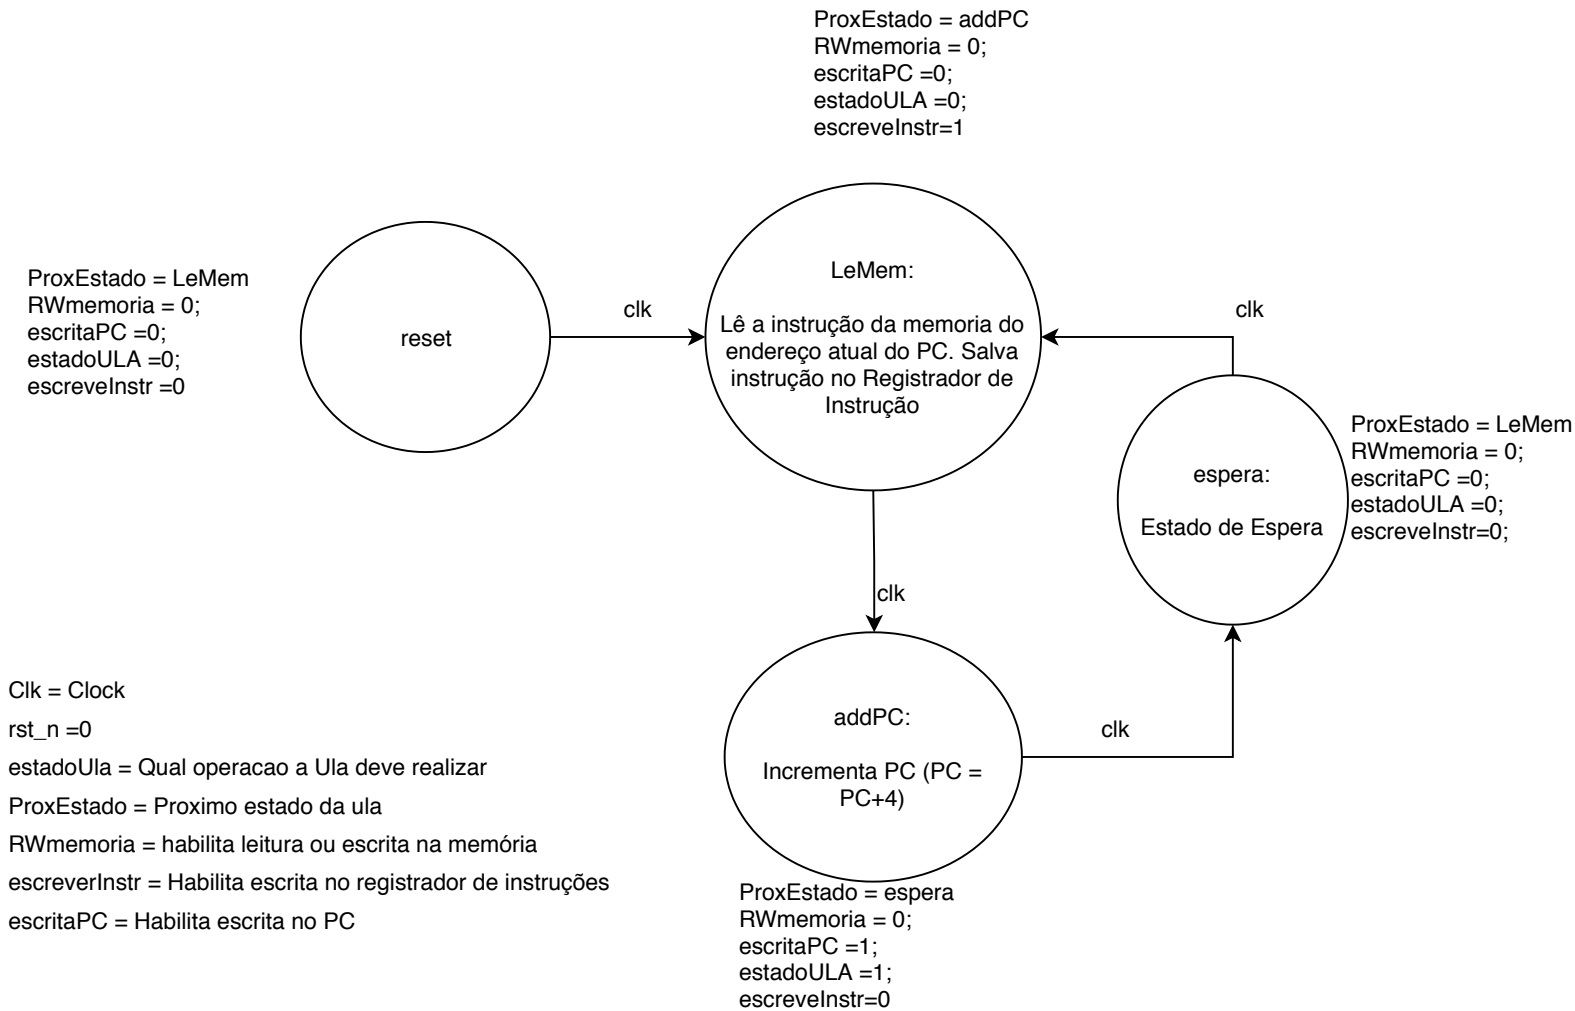 ProxEstado = addPC
RWmemoria = 0;
escritaPC =0;
estadoULA =0;
escreveInstr=1
ProxEstado = LeMem
RWmemoria = 0;
escritaPC =0;
estadoULA =0;
escreveInstr =0
reset
clk
LeMem:
Lê a instrução da memoria do
endereço atual do PC. Salva
instrução no Registrador de
Instrução
clk
espera:
Estado de Espera
ProxEstado = LeMem
RWmemoria = 0;
escritaPC =0;
estadoULA =0;
escreveInstr=0;
clk
addPC:
Incrementa PC (PC =
PC+4)
clk
ProxEstado = espera
RWmemoria = 0;
escritaPC =1;
estadoULA =1;
escreveInstr=0
Clk = Clock
rst_n =0
estadoUla = Qual operacao a Ula deve realizar
ProxEstado = Proximo estado da ula
RWmemoria = habilita leitura ou escrita na memória
escreverInstr = Habilita escrita no registrador de instruções
escritaPC = Habilita escrita no PC